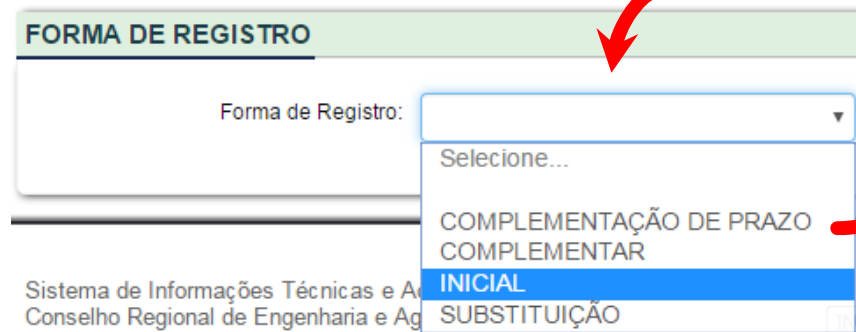 FORMA DE REGISTRO
Forma de Registro:
Selecione...
COMPLEMENTAÇÃO DE PRAZO
COMPLEMENTAR
INICIAL
SUBSTITUIÇÃO
Sistema de Informações Técnicas e
Conselho Regional de Engenharia e